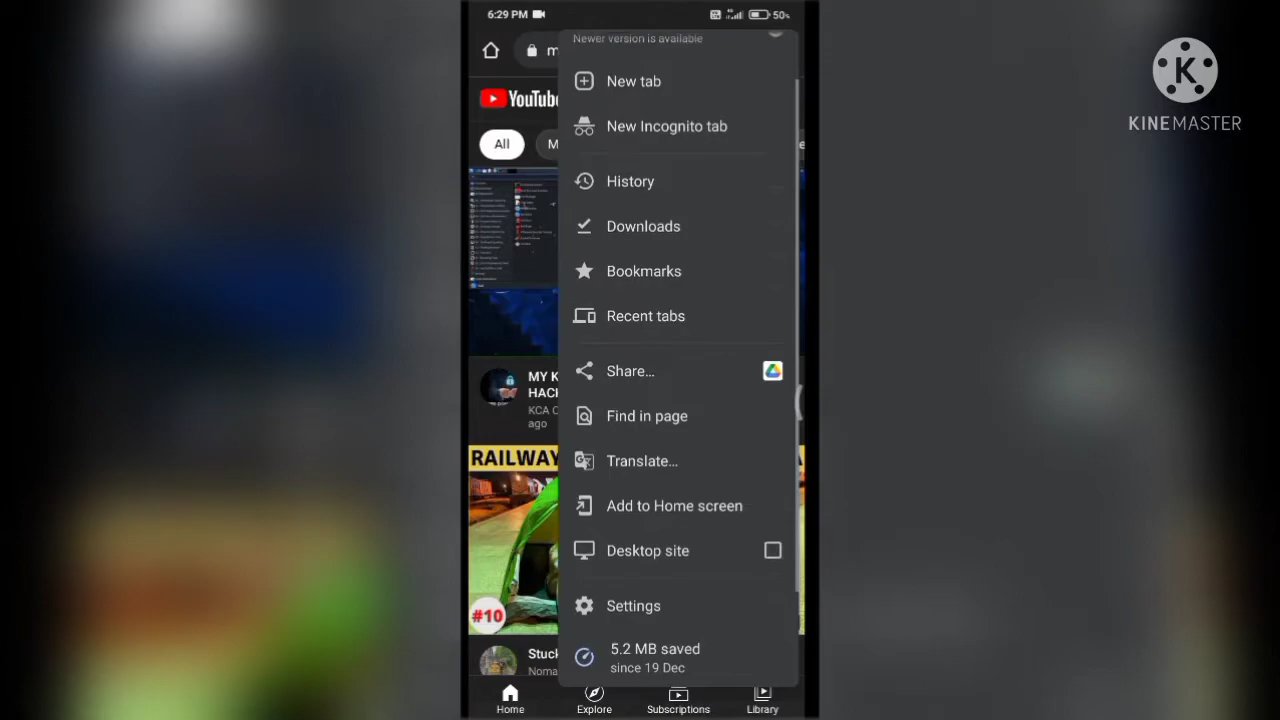 6:29 PM
50%
Newer version is available
m
New tab
YouTube
New Incognito tab
All
M
e
History
Downloads
Bookmarks
Recent tabs
Share...
MY K
HACK
KCA C
ago
Find in page
RAILWAY
A
Translate...
Add to Home screen
Desktop site
Settings
#10
5.2 MB saved
since 19 Dec
Stuck
Noma
Home
Explore
Subscriptions
Library
KINEMASTER